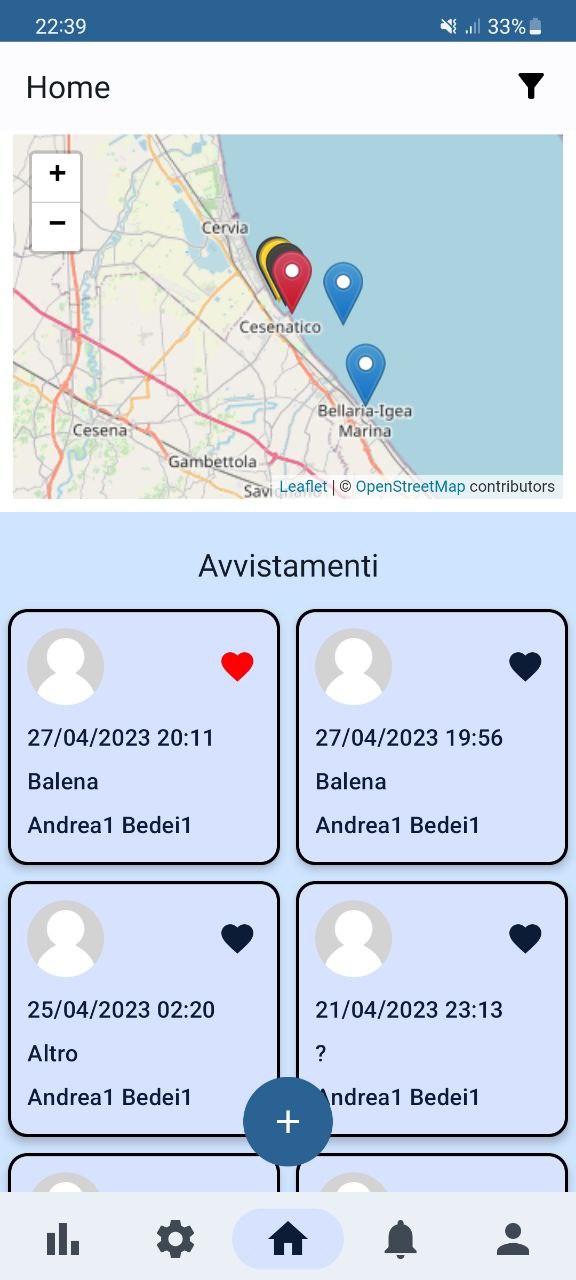 22:39
33%
Home
+
−
Cervia
Cesenatico
Bellaria-Igea
Marina
Cesena
Gambettola
Leaflet | © OpenStreetMap contributors
Avvistamenti
27/04/2023 20:11
Balena
Andrea1 Bedei1
27/04/2023 19:56
Balena
Andrea1 Bedei1
25/04/2023 02:20
Altro
Andrea1 Bedei1
21/04/2023 23:13
?
Andrea1 Bedei1
+